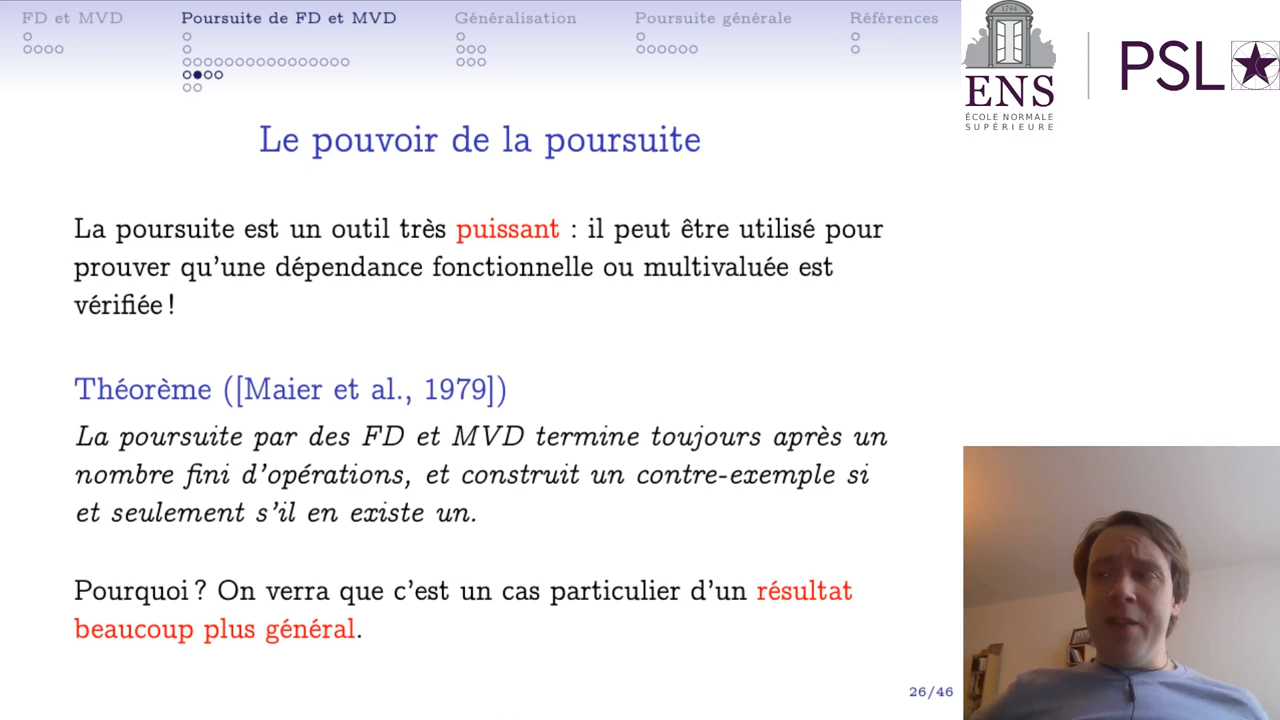 FD et MVD
Poursuite de FD et MVD
Généralisation
Poursuite générale
Références
1794
ENS
ÉCOLE NORMALE
SUPÉRIEURE
PSL
Le pouvoir de la poursuite
La poursuite est un outil très puissant : il peut être utilisé pour
prouver qu'une dépendance fonctionnelle ou multivaluée est
vérifiée !
Théorème ([Maier et al., 1979])
La poursuite par des FD et MVD termine toujours après un
nombre fini d'opérations, et construit un contre-exemple si
et seulement s'il en existe un.
Pourquoi ? On verra que c'est un cas particulier d'un résultat
beaucoup plus général.
26/46